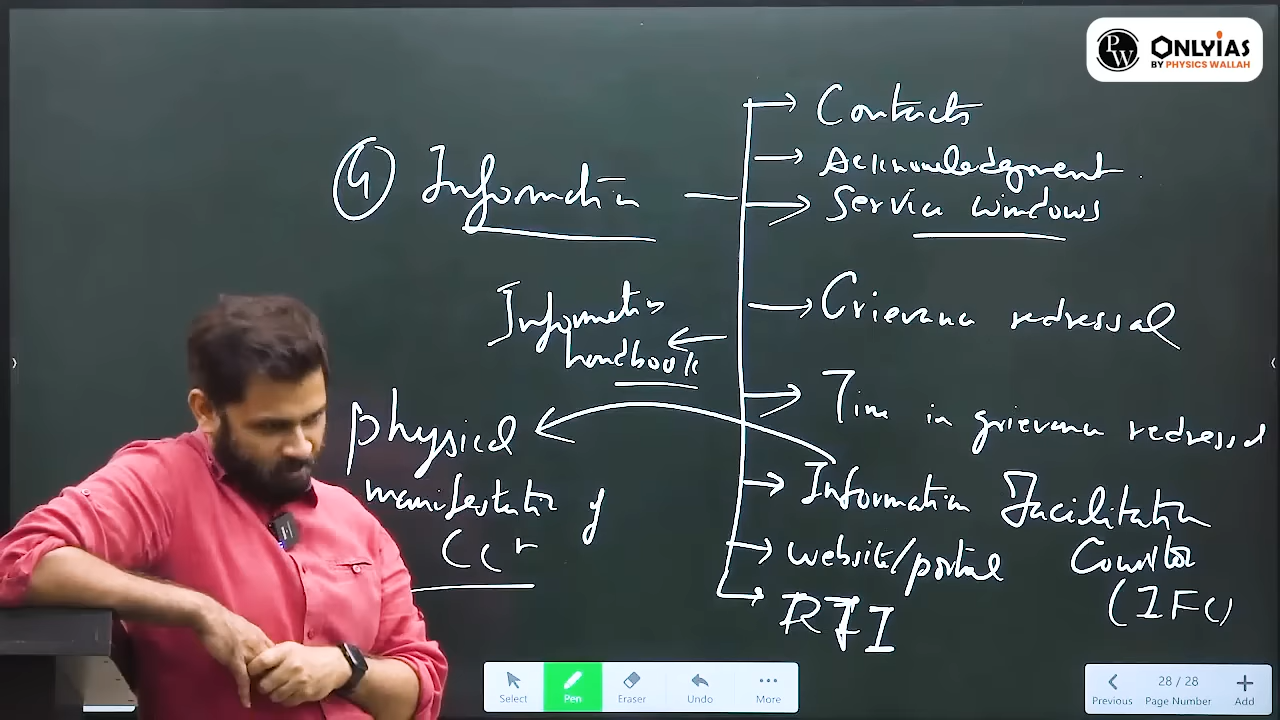 PW ONLYIAS
BY PHYSICS WALLAH
④ Information
→ Contacts
→ Acknowledgment
→ Service windows
→ Grievance redressal
Information
handbook
→ Time in grievance redressal
physical
manifestation of
CCr
→ Information Facilitation
Counter
(IFC)
→ website/portal
→ RTI
Select
Pen
Eraser
Undo
More
Previous
28 / 28
Page Number
Add